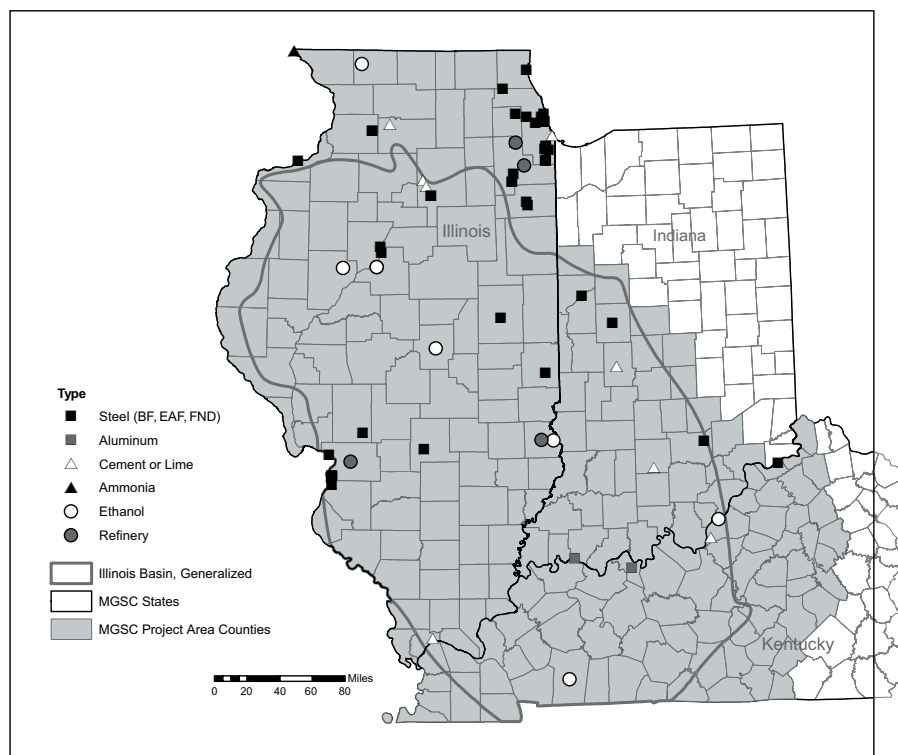 Illinois
Indiana
Type
Steel (BF, EAF, FND)
Aluminum
Cement or Lime
Ammonia
Ethanol
Refinery
Illinois Basin, Generalized
MGSC States
MGSC Project Area Counties
Kentucky
Miles
0 10 20 40 60 80